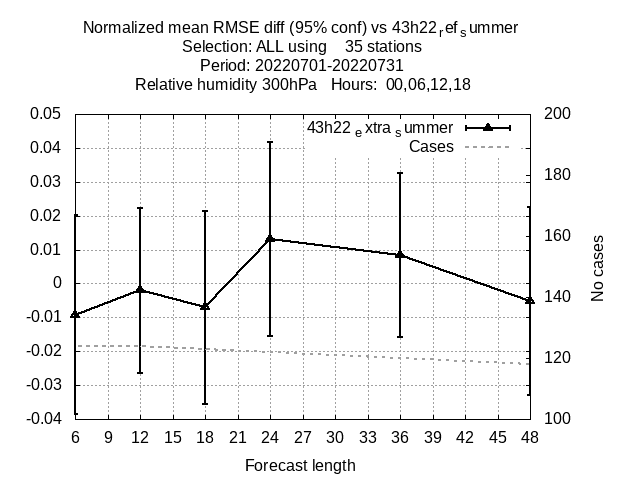 Normalized mean RMSE diff (95% conf) vs 43h22refsummer
Selection: ALL using 35 stations
Period: 20220701-20220731
Relative humidity 300hPa Hours: 00,06,12,18
0.05 200
43h22extrasummer
0.04
Cases
0.03 180
0.02
160
0.01
0
No cases
140
-0.01
-0.02 120
-0.03
-0.04 100
6 9 12 15 18 21 24 27 30 33 36 39 42 45 48
Forecast length